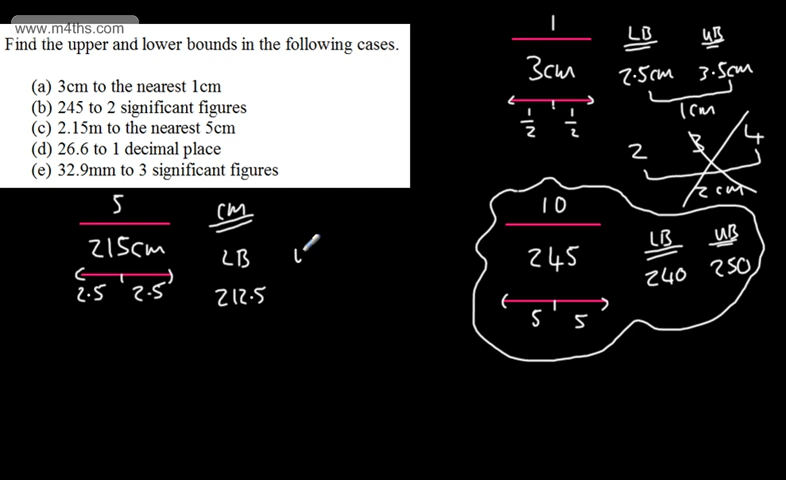 www.m4ths.com
Find the upper and lower bounds in the following cases.
(a) 3cm to the nearest 1cm
(b) 245 to 2 significant figures
(c) 2.15m to the nearest 5cm
(d) 26.6 to 1 decimal place
(e) 32.9mm to 3 significant figures
1
3cm
1/2 1/2
LB UB
2.5cm 3.5cm
1cm
2 3 4
2cm
5
215cm
2.5 2.5
cm
LB
212.5
10
245
5 5
LB UB
240 250